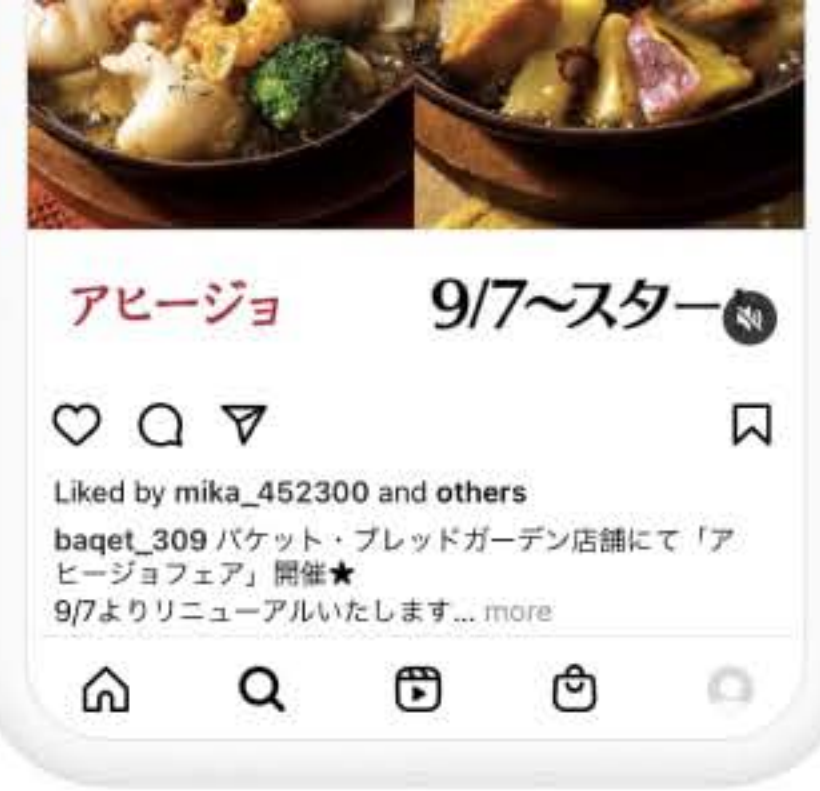 アヒージョ
9/7〜スター
Liked by mika_452300 and others
baqet_309 バケット・ブレッドガーデン店舗にて「ア
ヒージョフェア」開催★
9/7よりリニューアルいたします... more